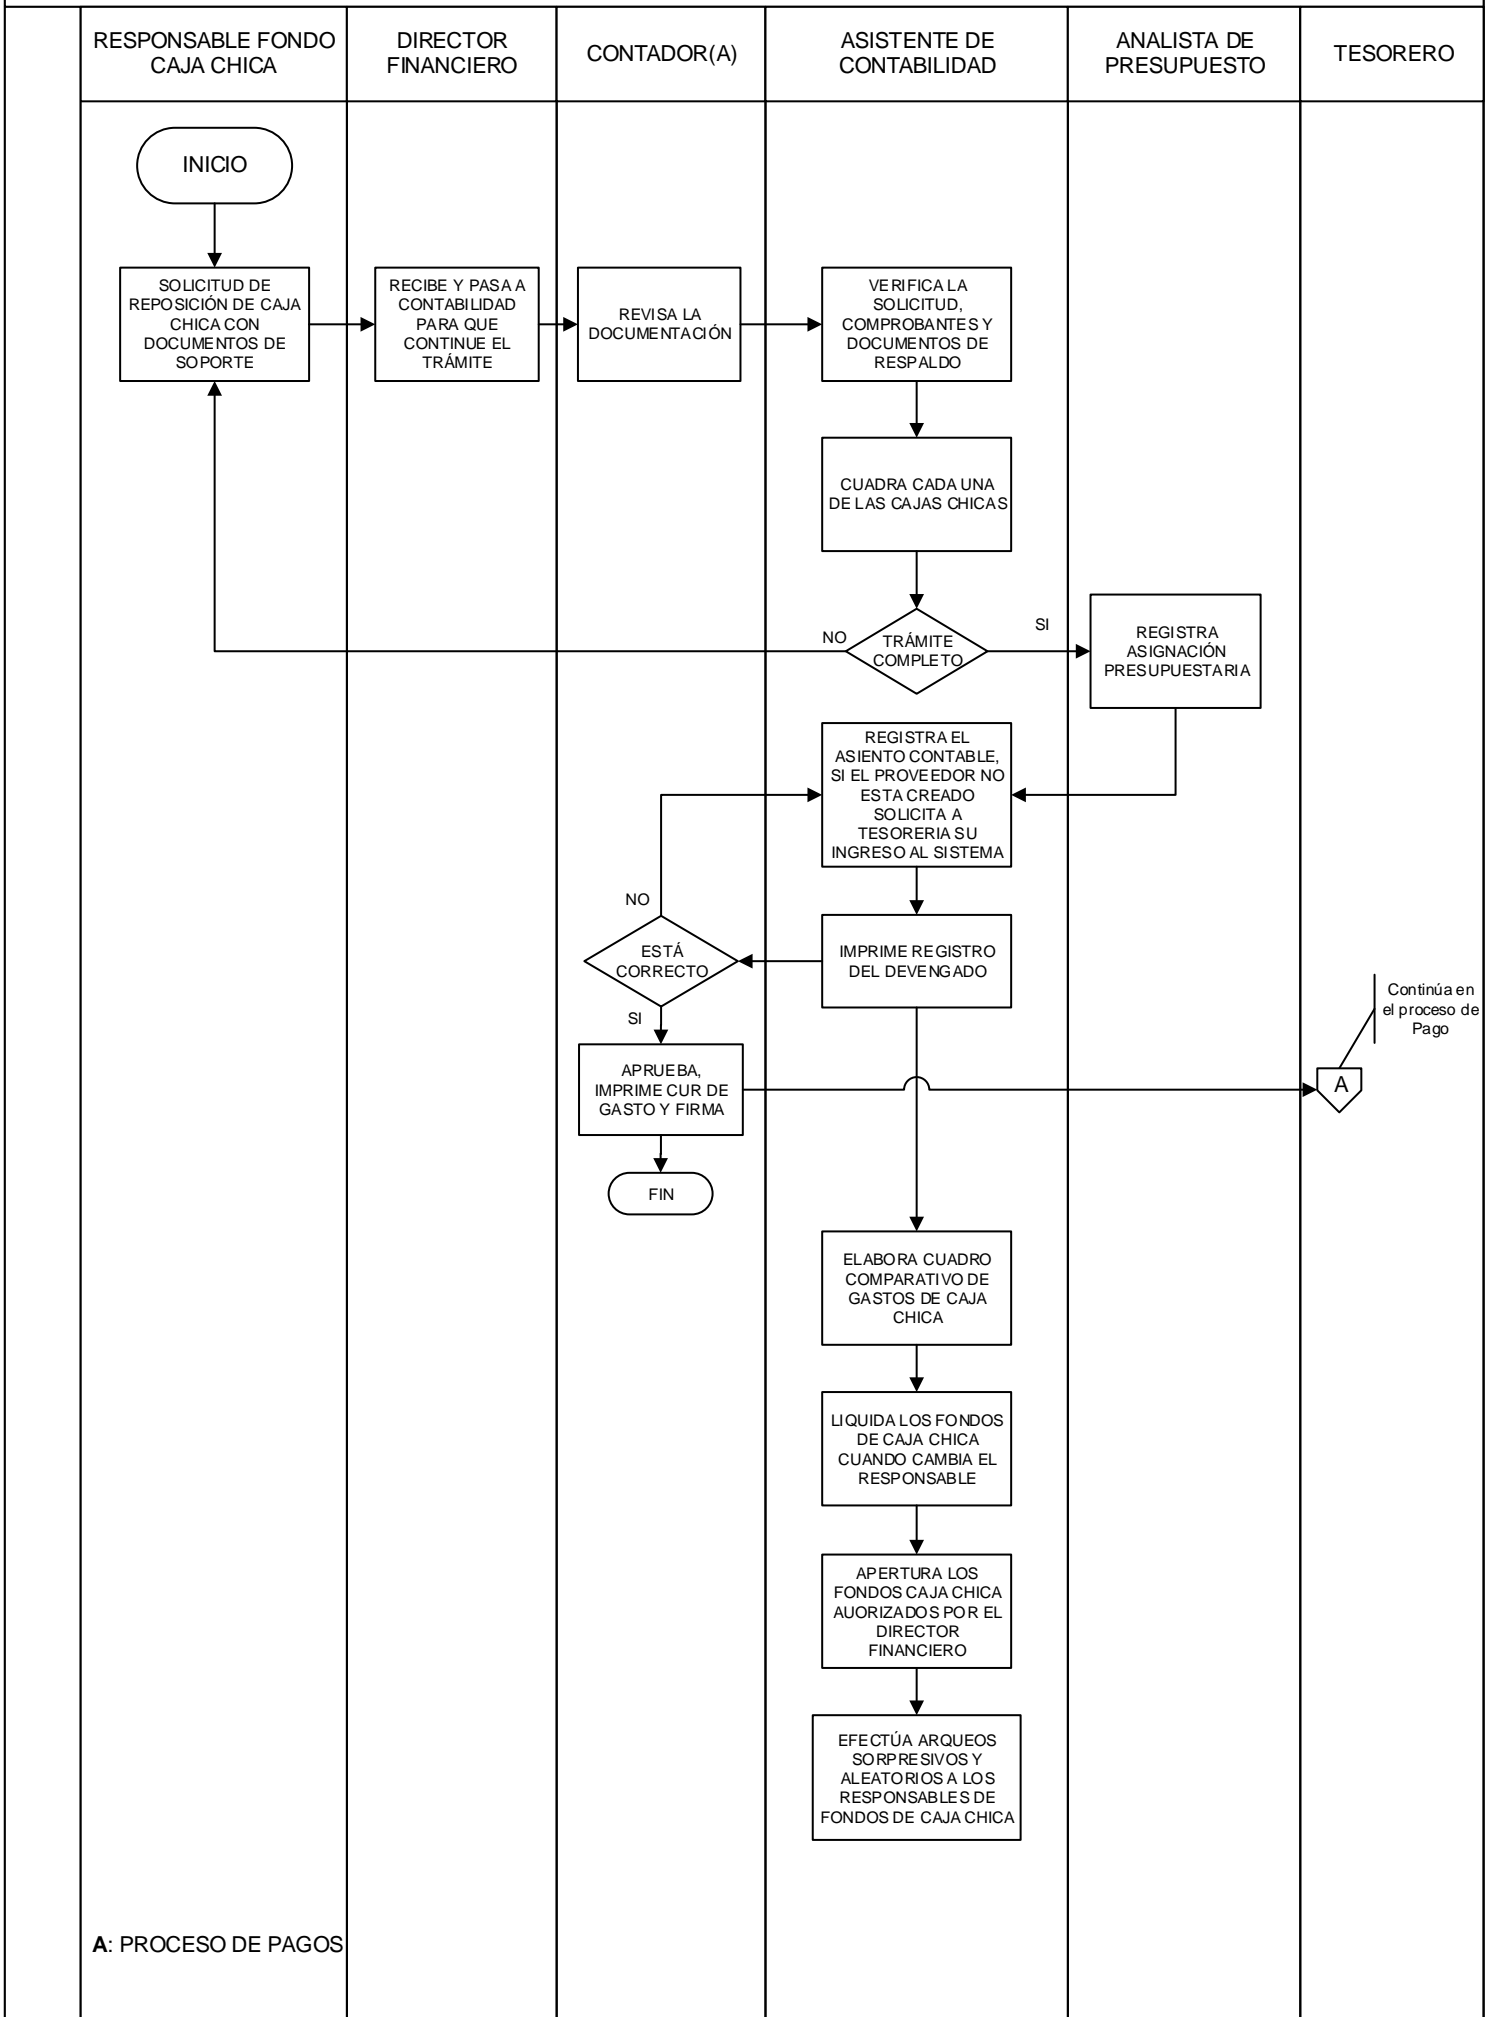 RESPONSABLE FONDO
CAJA CHICA
DIRECTOR
FINANCIERO
CONTADOR(A)
ASISTENTE DE
CONTABILIDAD
ANALISTA DE
PRESUPUESTO
TESORERO
INICIO
SOLICITUD DE
REPOSICIÓN DE CAJA
CHICA CON
DOCUMENTOS DE
SOPORTE
RECIBE Y PASA A
CONTABILIDAD
PARA QUE
CONTINUE EL
TRÁMITE
REVISA LA
DOCUMENTACIÓN
VERIFICA LA
SOLICITUD,
COMPROBANTES Y
DOCUMENTOS DE
RESPALDO
CUADRA CADA UNA
DE LAS CAJAS CHICAS
NO
TRÁMITE
COMPLETO
SI
REGISTRA
ASIGNACIÓN
PRESUPUESTARIA
REGISTRA EL
ASIENTO CONTABLE,
SI EL PROVEEDOR NO
ESTA CREADO
SOLICITA A
TESORERIA SU
INGRESO AL SISTEMA
NO
ESTÁ
CORRECTO
SI
IMPRIME REGISTRO
DEL DEVENGADO
Continúa en
el proceso de
Pago
APRUEBA,
IMPRIME CUR DE
GASTO Y FIRMA
A
FIN
ELABORA CUADRO
COMPARATIVO DE
GASTOS DE CAJA
CHICA
LIQUIDA LOS FONDOS
DE CAJA CHICA
CUANDO CAMBIA EL
RESPONSABLE
APERTURA LOS
FONDOS CAJA CHICA
AUORIZADOS POR EL
DIRECTOR
FINANCIERO
EFECTÚA ARQUEOS
SORPRESIVOS Y
ALEATORIOS A LOS
RESPONSABLES DE
FONDOS DE CAJA CHICA
A: PROCESO DE PAGOS